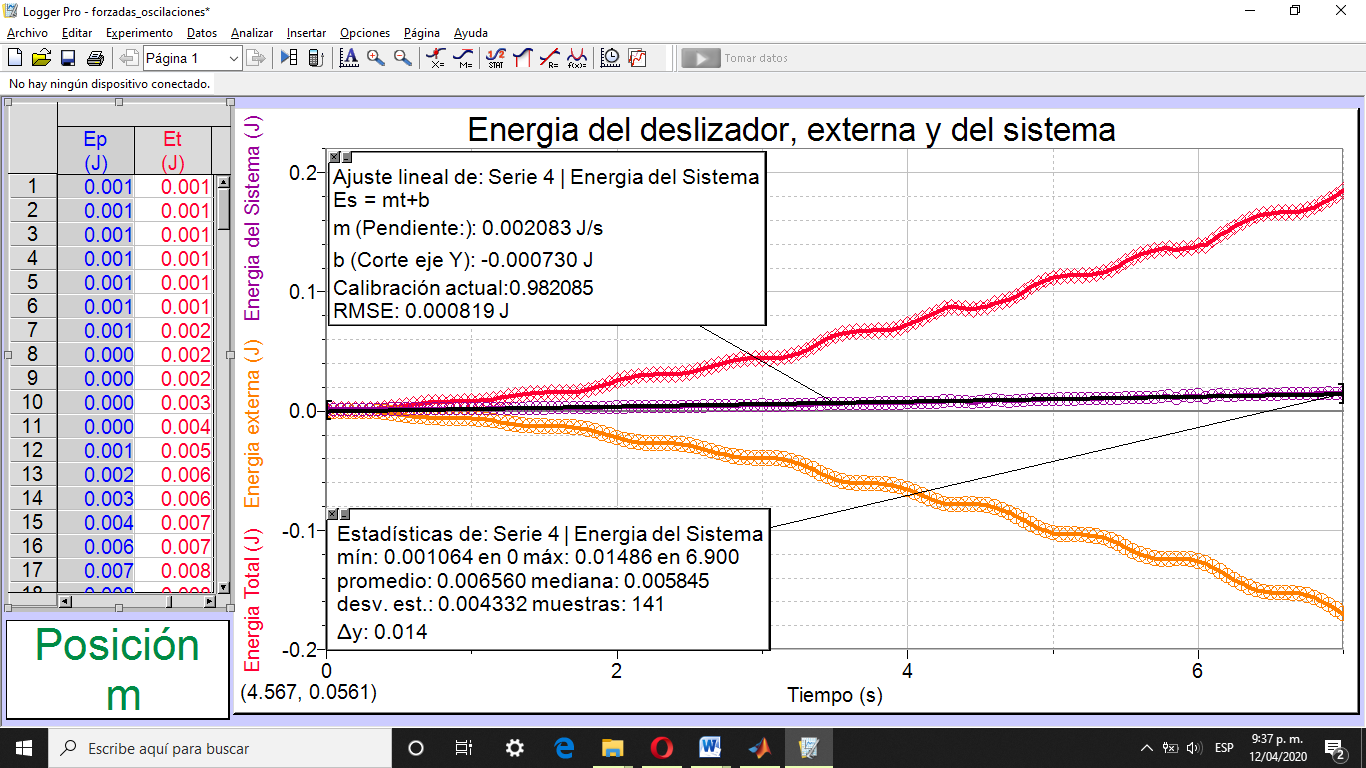 Logger Pro - forzadas_oscilaciones*
Archivo Editar Experimento Datos Analizar Insertar Opciones Página Ayuda
Página 1
X= M= 1/2 STAT R= f(x)=
Tomar datos
No hay ningún dispositivo conectado.
Ep Et
(J) (J)
1 0.001 0.001
2 0.001 0.001
3 0.001 0.001
4 0.001 0.001
5 0.001 0.001
6 0.001 0.001
7 0.001 0.002
8 0.000 0.002
9 0.000 0.002
10 0.000 0.003
11 0.000 0.004
12 0.001 0.005
13 0.002 0.006
14 0.003 0.006
15 0.004 0.007
16 0.006 0.007
17 0.007 0.008
Posición
m
Energia del deslizador, externa y del sistema
Energia del Sistema (J)
Energia externa (J)
Energia Total (J)
0.2
0.1
0.0
-0.1
-0.2
Ajuste lineal de: Serie 4 | Energia del Sistema
Es = mt+b
m (Pendiente:): 0.002083 J/s
b (Corte eje Y): -0.000730 J
Calibración actual:0.982085
RMSE: 0.000819 J
Estadísticas de: Serie 4 | Energia del Sistema
mín: 0.001064 en 0 máx: 0.01486 en 6.900
promedio: 0.006560 mediana: 0.005845
desv. est.: 0.004332 muestras: 141
Δy: 0.014
0 2 4 6
(4.567, 0.0561)
Tiempo (s)
Escribe aquí para buscar
ESP
9:37 p. m.
12/04/2020
2